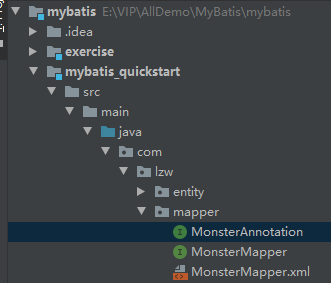 mybatis E:\VIP\AllDemo\MyBatis\mybatis
.idea
exercise
mybatis_quickstart
src
main
java
com
lzw
entity
mapper
MonsterAnnotation
MonsterMapper
MonsterMapper.xml